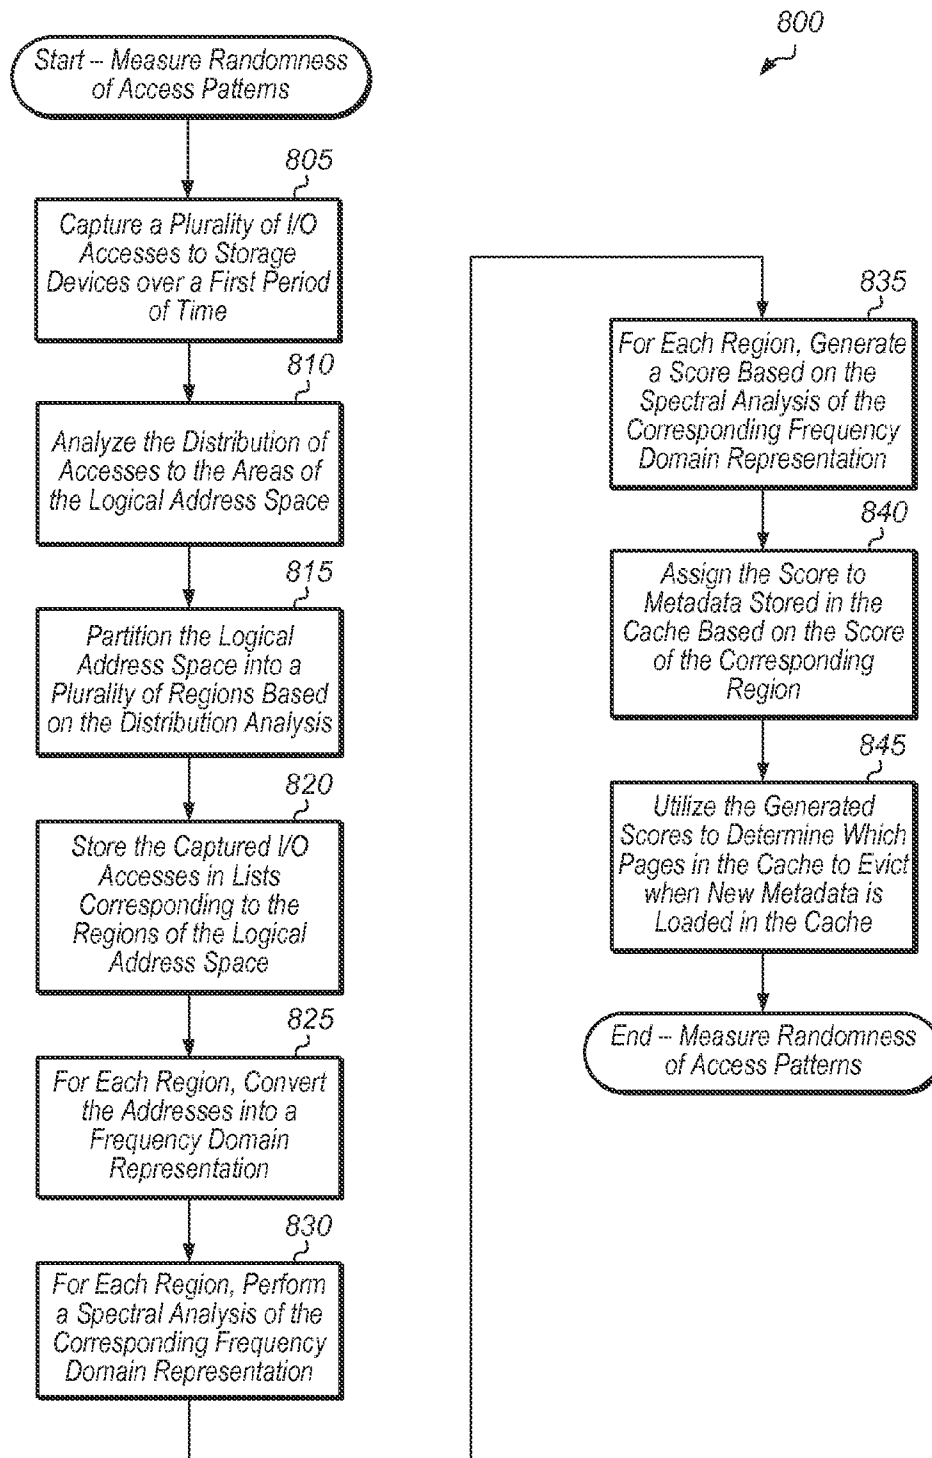 800
Start – Measure Randomness
of Access Patterns
805
Capture a Plurality of I/O
Accesses to Storage
Devices over a First Period
of Time
810
Analyze the Distribution of
Accesses to the Areas of
the Logical Address Space
815
Partition the Logical
Address Space into a
Plurality of Regions Based
on the Distribution Analysis
820
Store the Captured I/O
Accesses in Lists
Corresponding to the
Regions of the Logical
Address Space
825
For Each Region, Convert
the Addresses into a
Frequency Domain
Representation
830
For Each Region, Perform
a Spectral Analysis of the
Corresponding Frequency
Domain Representation
835
For Each Region, Generate
a Score Based on the
Spectral Analysis of the
Corresponding Frequency
Domain Representation
840
Assign the Score to
Metadata Stored in the
Cache Based on the Score
of the Corresponding
Region
845
Utilize the Generated
Scores to Determine Which
Pages in the Cache to Evict
when New Metadata is
Loaded in the Cache
End – Measure Randomness
of Access Patterns